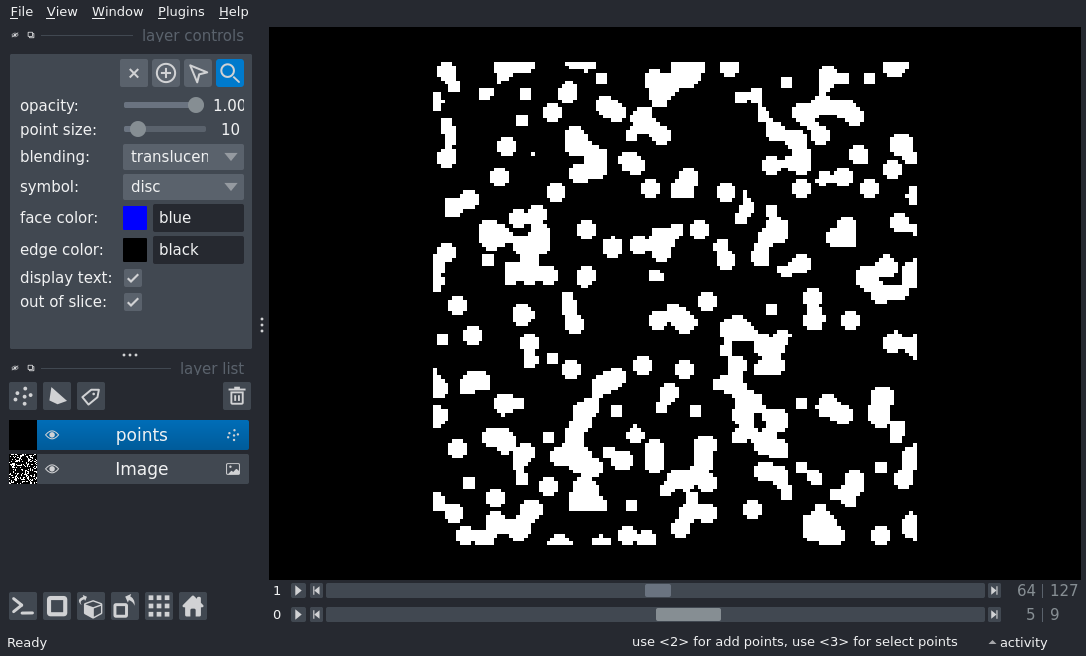 File View Window Plugins Help
layer controls
opacity: 1.00
point size: 10
blending: translucen
symbol: disc
face color: blue
edge color: black
display text:
out of slice:
layer list
points
Image
1 64 | 127
0 5 | 9
Ready use <2> for add points, use <3> for select points activity